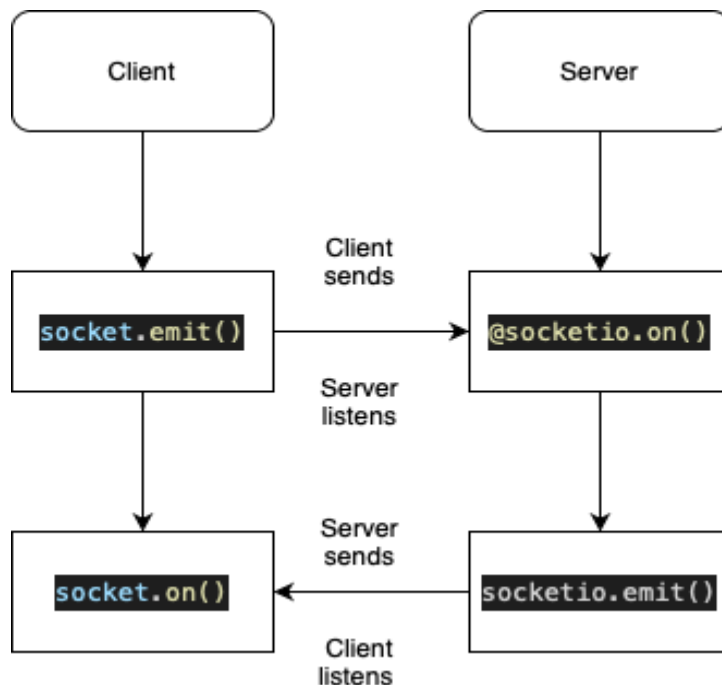 Client
Server
Client
sends
socket.emit()
@socketio.on()
Server
listens
Server
sends
socket.on()
socketio.emit()
Client
listens